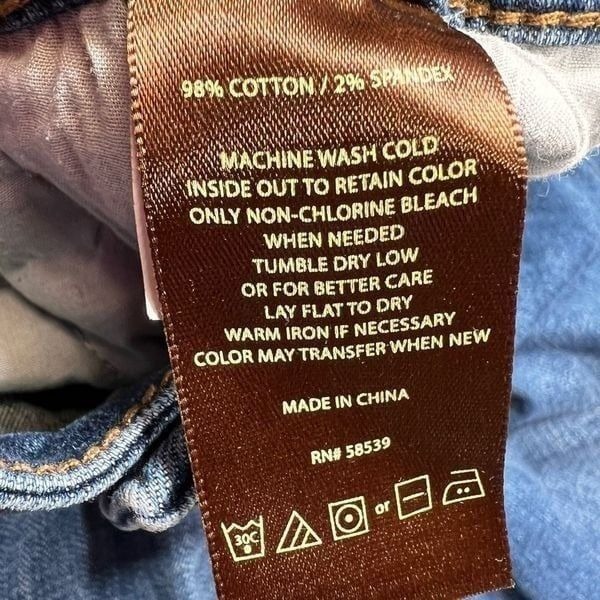 98% COTTON / 2% SPANDEX
MACHINE WASH COLD
INSIDE OUT TO RETAIN COLOR
ONLY NON-CHLORINE BLEACH
WHEN NEEDED
TUMBLE DRY LOW
OR FOR BETTER CARE
LAY FLAT TO DRY
WARM IRON IF NECESSARY
COLOR MAY TRANSFER WHEN NEW
MADE IN CHINA
RN# 58539
30C or